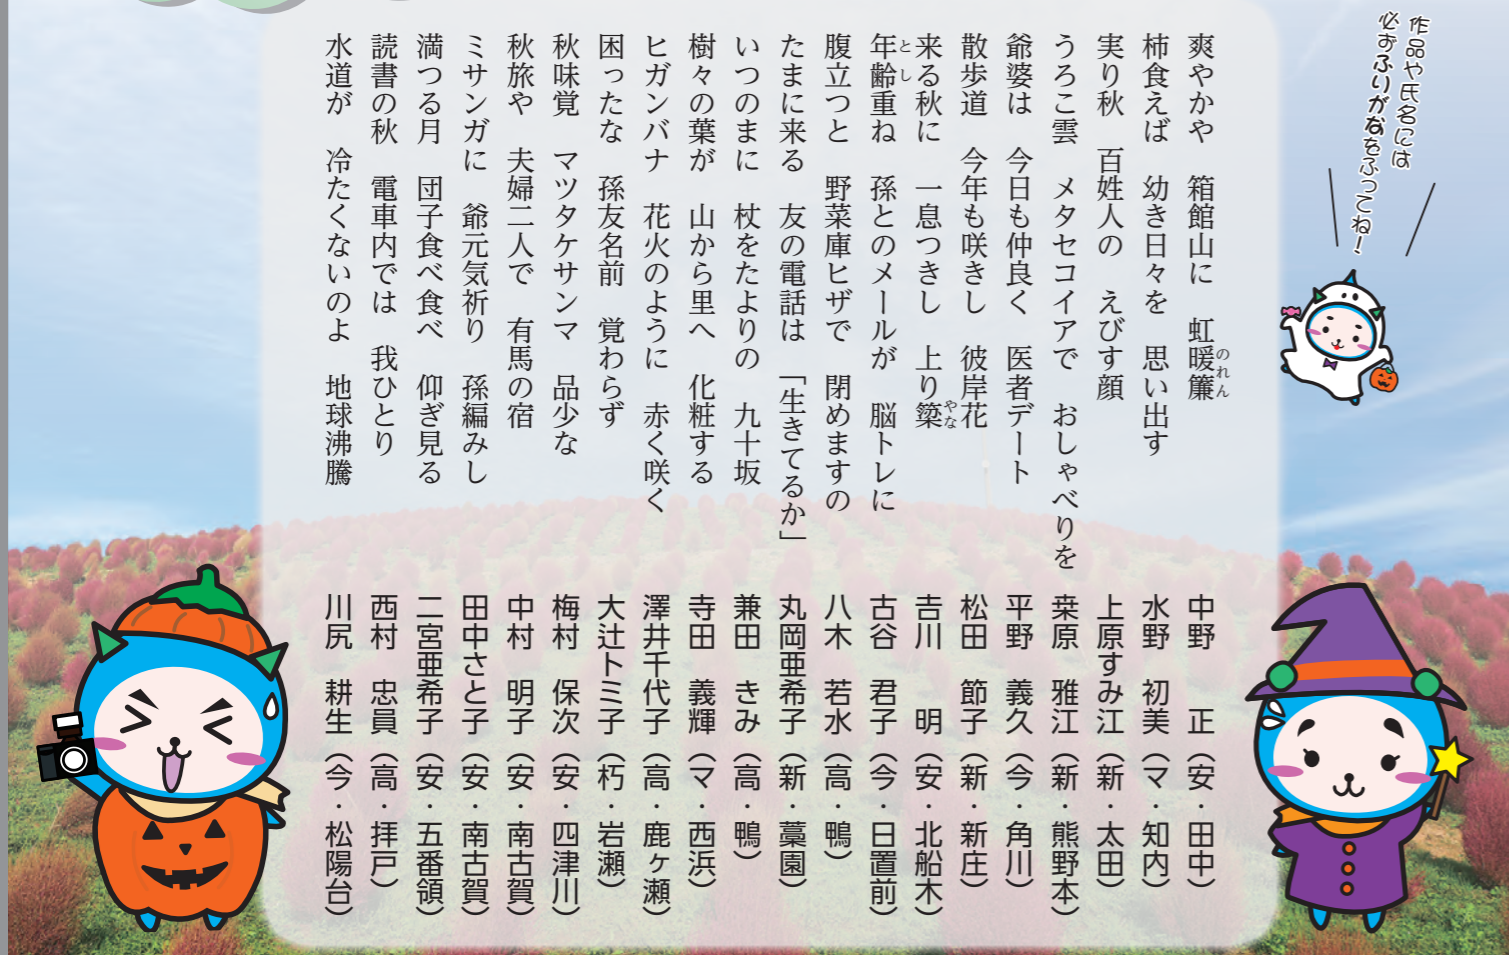 作品や氏名には
必ずふりがなをふってね！
爽やかや　箱館山に　虹暖簾　中野　正（安・田中）
のれん
柿食えば　幼き日々を　思い出す　水野　初美（マ・知内）
実り秋　百姓人の　えびす顔　上原すみ江（新・太田）
うろこ雲　メタセコイアで　おしゃべりを　桒原　雅江（新・熊野本）
爺婆は　今日も仲良く　医者デート　平野　義久（今・角川）
散歩道　今年も咲きし　彼岸花　松田　節子（新・新庄）
来る秋に　一息つきし　上り簗　𠮷川　明（安・北船木）
やな
年齢重ね　孫とのメールが　脳トレに　古谷　君子（今・日置前）
とし
腹立つと　野菜庫ヒザで　閉めますの　八木　若水（高・鴨）
たまに来る　友の電話は　「生きてるか」　丸岡亜希子（新・藁園）
いつのまに　杖をたよりの　九十坂　兼田　きみ（高・鴨）
樹々の葉が　山から里へ　化粧する　寺田　義輝（マ・西浜）
ヒガンバナ　花火のように　赤く咲く　澤井千代子（高・鹿ヶ瀬）
困ったな　孫友名前　覚わらず　大辻トミ子（朽・岩瀬）
秋味覚　マツタケサンマ　品少な　梅村　保次（安・四津川）
秋旅や　夫婦二人で　有馬の宿　中村　明子（安・南古賀）
ミサンガに　爺元気祈り　孫編みし　田中さと子（安・南古賀）
満つる月　団子食べ食べ　仰ぎ見る　二宮亜希子（安・五番領）
読書の秋　電車内では　我ひとり　西村　忠員（高・拝戸）
水道が　冷たくないのよ　地球沸騰　川尻　耕生（今・松陽台）